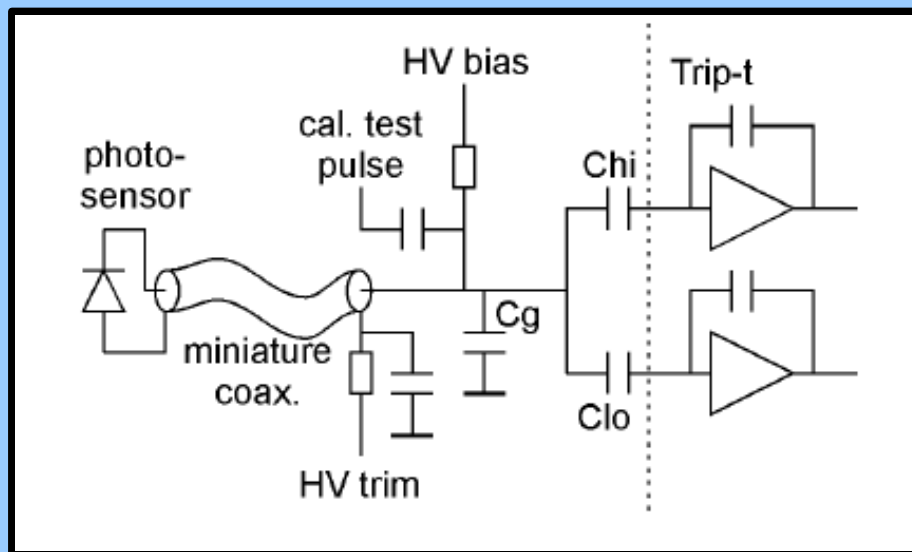 HV bias
Trip-t
cal. test
pulse
photo-
sensor
Chi
Cg
miniature
coax.
Clo
HV trim